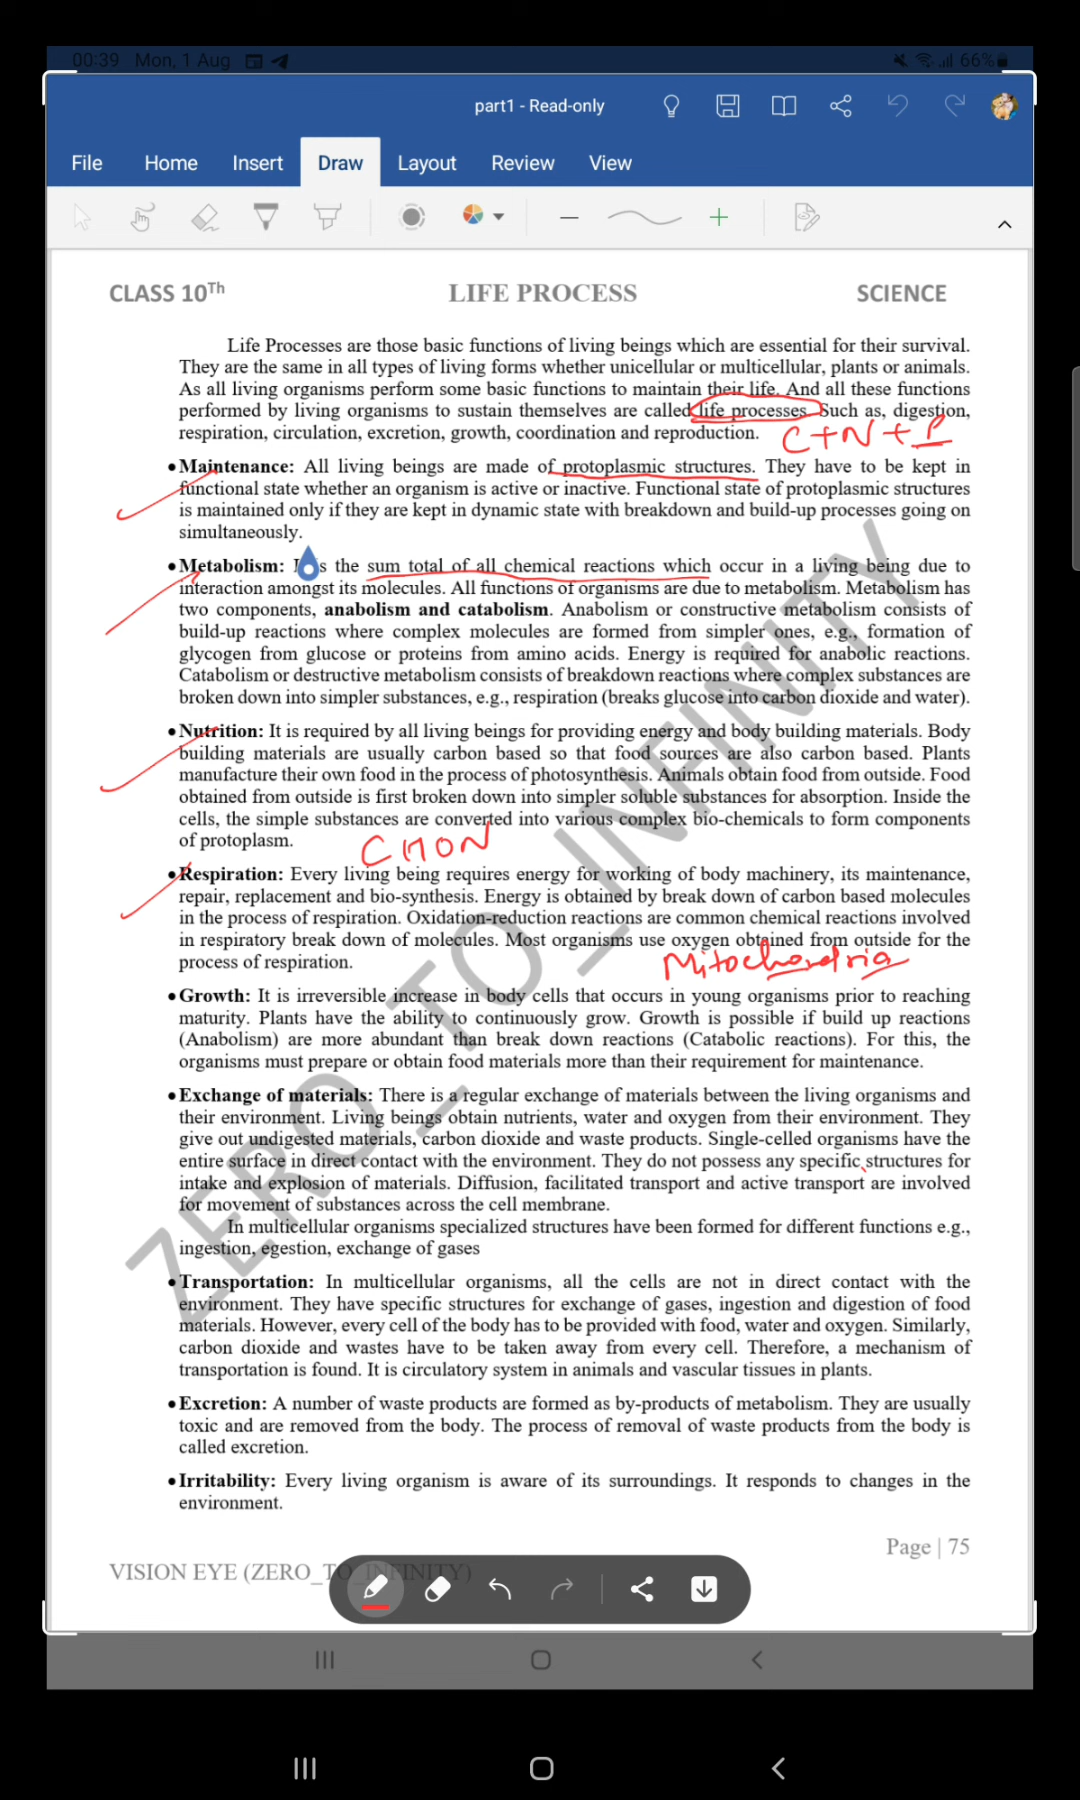 00:39 Mon, 1 Aug 66%
part1 - Read-only
File Home Insert Draw Layout Review View
CLASS 10Th LIFE PROCESS SCIENCE
Life Processes are those basic functions of living beings which are essential for their survival.
They are the same in all types of living forms whether unicellular or multicellular, plants or animals.
As all living organisms perform some basic functions to maintain their life. And all these functions
performed by living organisms to sustain themselves are called life processes. Such as, digestion,
respiration, circulation, excretion, growth, coordination and reproduction.
C+N+P
• Maintenance: All living beings are made of protoplasmic structures. They have to be kept in
functional state whether an organism is active or inactive. Functional state of protoplasmic structures
is maintained only if they are kept in dynamic state with breakdown and build-up processes going on
simultaneously.
• Metabolism: is the sum total of all chemical reactions which occur in a living being due to
interaction amongst its molecules. All functions of organisms are due to metabolism. Metabolism has
two components, anabolism and catabolism. Anabolism or constructive metabolism consists of
build-up reactions where complex molecules are formed from simpler ones, e.g., formation of
glycogen from glucose or proteins from amino acids. Energy is required for anabolic reactions.
Catabolism or destructive metabolism consists of breakdown reactions where complex substances are
broken down into simpler substances, e.g., respiration (breaks glucose into carbon dioxide and water).
• Nutrition: It is required by all living beings for providing energy and body building materials. Body
building materials are usually carbon based so that food sources are also carbon based. Plants
manufacture their own food in the process of photosynthesis. Animals obtain food from outside. Food
obtained from outside is first broken down into simpler soluble substances for absorption. Inside the
cells, the simple substances are converted into various complex bio-chemicals to form components
of protoplasm.
CHON
• Respiration: Every living being requires energy for working of body machinery, its maintenance,
repair, replacement and bio-synthesis. Energy is obtained by break down of carbon based molecules
in the process of respiration. Oxidation-reduction reactions are common chemical reactions involved
in respiratory break down of molecules. Most organisms use oxygen obtained from outside for the
process of respiration.
Mitochondria
• Growth: It is irreversible increase in body cells that occurs in young organisms prior to reaching
maturity. Plants have the ability to continuously grow. Growth is possible if build up reactions
(Anabolism) are more abundant than break down reactions (Catabolic reactions). For this, the
organisms must prepare or obtain food materials more than their requirement for maintenance.
• Exchange of materials: There is a regular exchange of materials between the living organisms and
their environment. Living beings obtain nutrients, water and oxygen from their environment. They
give out undigested materials, carbon dioxide and waste products. Single-celled organisms have the
entire surface in direct contact with the environment. They do not possess any specific structures for
intake and explosion of materials. Diffusion, facilitated transport and active transport are involved
for movement of substances across the cell membrane.
In multicellular organisms specialized structures have been formed for different functions e.g.,
ingestion, egestion, exchange of gases
• Transportation: In multicellular organisms, all the cells are not in direct contact with the
environment. They have specific structures for exchange of gases, ingestion and digestion of food
materials. However, every cell of the body has to be provided with food, water and oxygen. Similarly,
carbon dioxide and wastes have to be taken away from every cell. Therefore, a mechanism of
transportation is found. It is circulatory system in animals and vascular tissues in plants.
• Excretion: A number of waste products are formed as by-products of metabolism. They are usually
toxic and are removed from the body. The process of removal of waste products from the body is
called excretion.
• Irritability: Every living organism is aware of its surroundings. It responds to changes in the
environment.
ZERO_TO_INFINITY
Page | 75
VISION EYE (ZERO_TO_INFINITY)